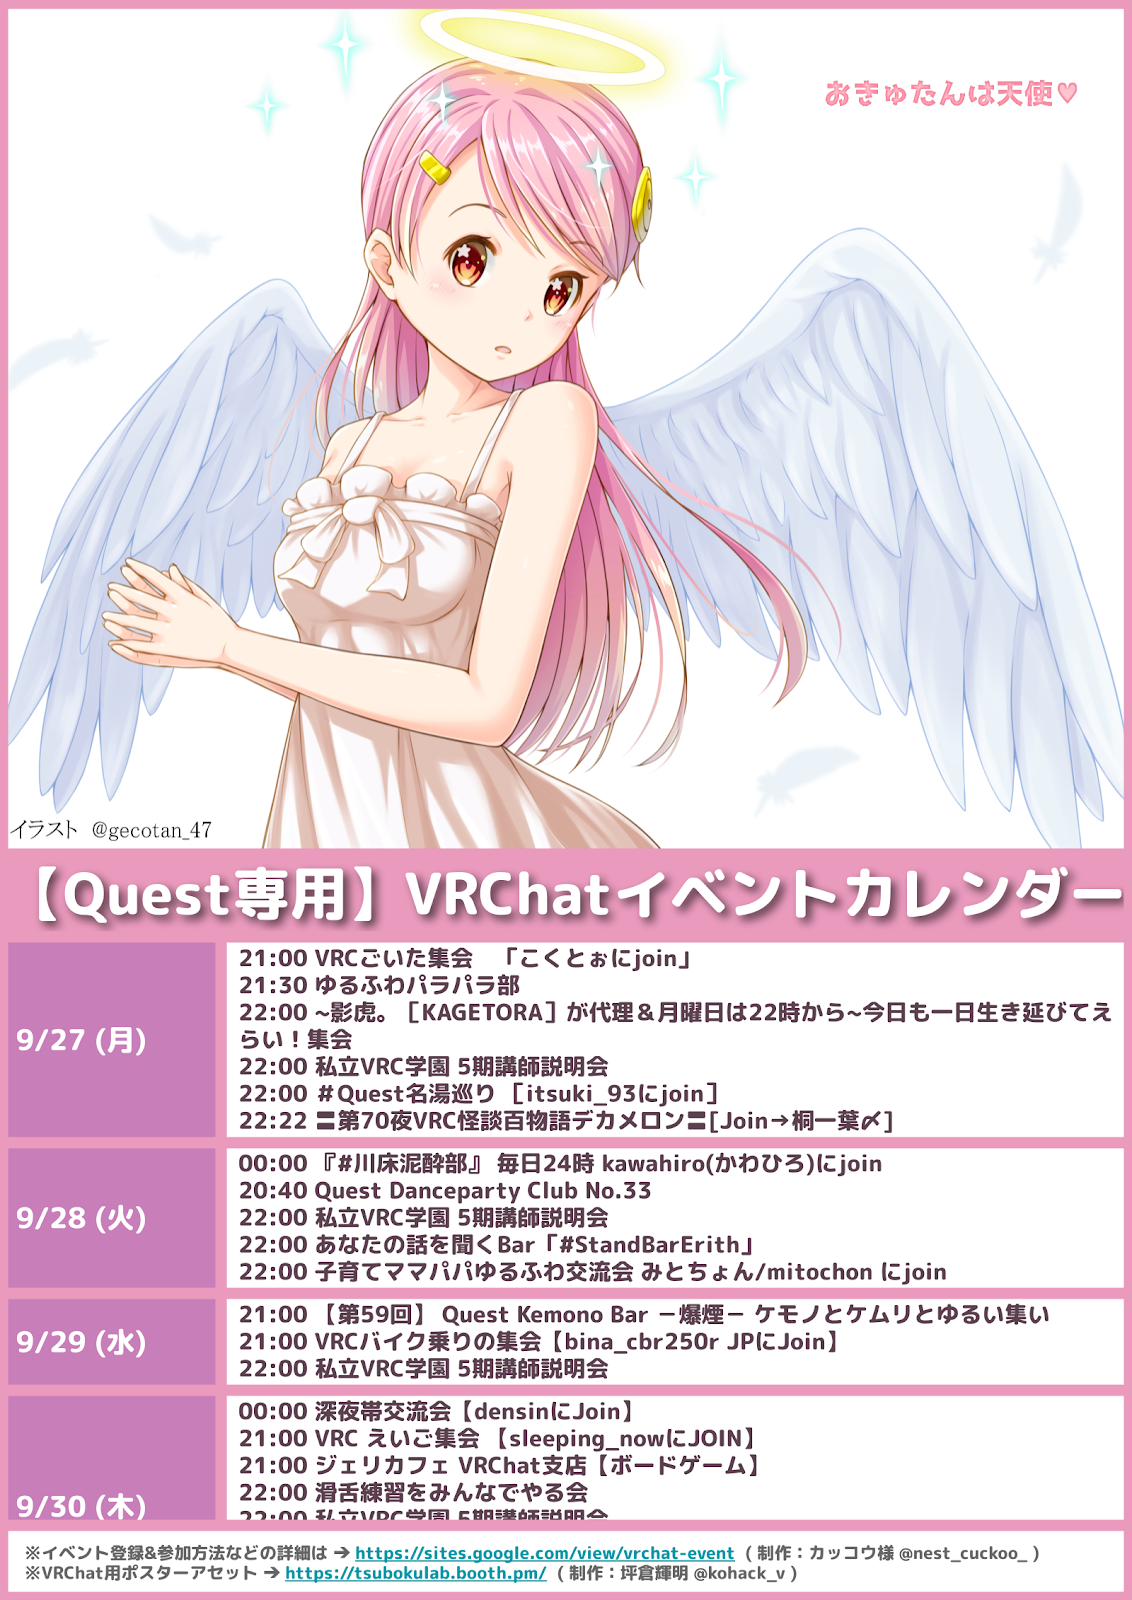 おきゅたんは天使♥
イラスト @gecotan_47
【Quest専用】VRChatイベントカレンダー
9/27 (月)
21:00 VRCごいた集会 「こくとぉにjoin」
21:30 ゆるふわパラパラ部
22:00 ~影虎。［KAGETORA］が代理＆月曜日は22時から~今日も一日生き延びてえ
らい！集会
22:00 私立VRC学園 5期講師説明会
22:00 ＃Quest名湯巡り ［itsuki_93にjoin］
22:22 〓第70夜VRC怪談百物語デカメロン〓[Join→桐一葉〆]
9/28 (火)
00:00 『#川床泥酔部』 毎日24時 kawahiro(かわひろ)にjoin
20:40 Quest Danceparty Club No.33
22:00 私立VRC学園 5期講師説明会
22:00 あなたの話を聞くBar「#StandBarErith」
22:00 子育てママパパゆるふわ交流会 みとちょん/mitochon にjoin
9/29 (水)
21:00 【第59回】 Quest Kemono Bar －爆煙－ ケモノとケムリとゆるい集い
21:00 VRCバイク乗りの集会【bina_cbr250r JPにJoin】
22:00 私立VRC学園 5期講師説明会
9/30 (木)
00:00 深夜帯交流会【densinにJoin】
21:00 VRC えいご集会 【sleeping_nowにJOIN】
21:00 ジェリカフェ VRChat支店【ボードゲーム】
22:00 滑舌練習をみんなでやる会
22:00 私立VRC学園 5期講師説明会
※イベント登録&参加方法などの詳細は → https://sites.google.com/view/vrchat-event ( 制作：カッコウ様 @nest_cuckoo_ )
※VRChat用ポスターアセット → https://tsubokulab.booth.pm/ ( 制作：坪倉輝明 @kohack_v )